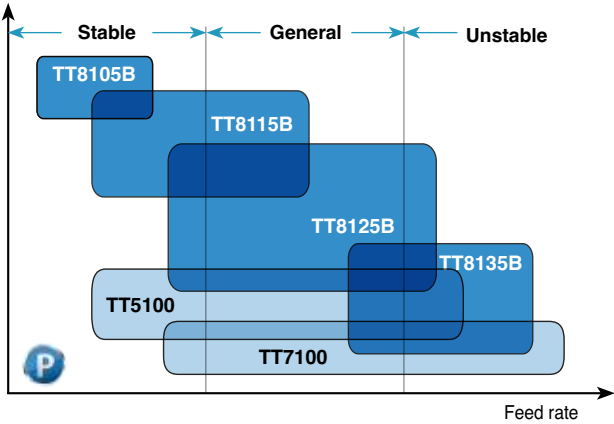 Stable General Unstable
TT8105B
TT8115B
TT8125B
TT8135B
TT5100
TT7100
P
Feed rate